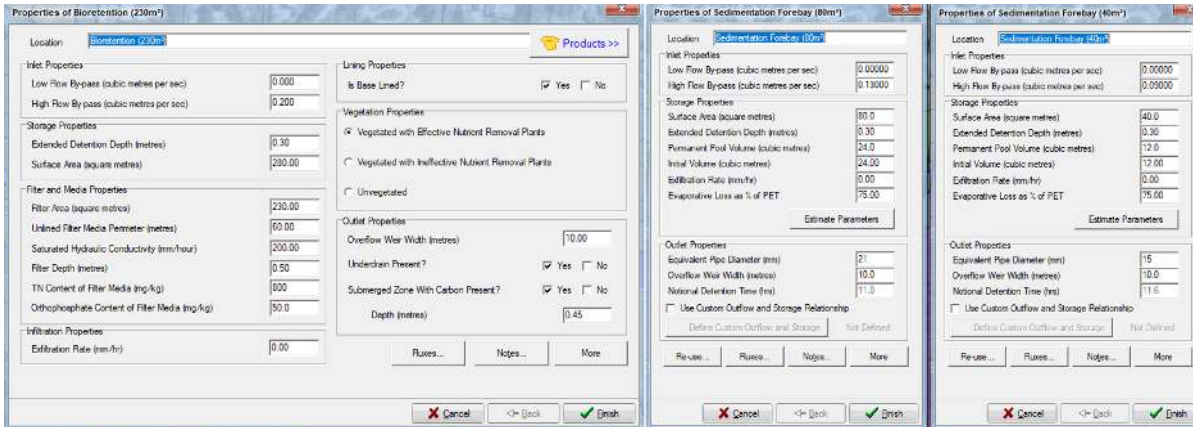 Properties of Bioretention (230m²)
Location Bioretention (230m²)
Products >>
Inlet Properties
Low Flow By-pass (cubic metres per sec) 0.000
High Flow By-pass (cubic metres per sec) 0.200
Storage Properties
Extended Detention Depth (metres) 0.30
Surface Area (square metres) 280.00
Filter and Media Properties
Filter Area (square metres) 230.00
Unlined Filter Media Perimeter (metres) 60.00
Saturated Hydraulic Conductivity (mm/hour) 200.00
Filter Depth (metres) 0.50
TN Content of Filter Media (mg/kg) 800
Orthophosphate Content of Filter Media (mg/kg) 50.0
Infiltration Properties
Exfiltration Rate (mm/hr) 0.00
Lining Properties
Is Base Lined? Yes No
Vegetation Properties
Vegetated with Effective Nutrient Removal Plants
Vegetated with Ineffective Nutrient Removal Plants
Unvegetated
Outlet Properties
Overflow Weir Width (metres) 10.00
Underdrain Present? Yes No
Submerged Zone With Carbon Present? Yes No
Depth (metres) 0.45
Fluxes... Notes... More
Cancel <- Back Finish
Properties of Sedimentation Forebay (80m²)
Location Sedimentation Forebay (80m²)
Inlet Properties
Low Flow By-pass (cubic metres per sec) 0.00000
High Flow By-pass (cubic metres per sec) 0.13000
Storage Properties
Surface Area (square metres) 80.0
Extended Detention Depth (metres) 0.30
Permanent Pool Volume (cubic metres) 24.0
Initial Volume (cubic metres) 24.00
Exfiltration Rate (mm/hr) 0.00
Evaporative Loss as % of PET 75.00
Estimate Parameters
Outlet Properties
Equivalent Pipe Diameter (mm) 21
Overflow Weir Width (metres) 10.0
Notional Detention Time (hrs) 11.8
Use Custom Outflow and Storage Relationship
Define Custom Outflow and Storage Not Defined
Re-use... Fluxes... Notes... More
Cancel <- Back Finish
Properties of Sedimentation Forebay (40m²)
Location Sedimentation Forebay (40m²)
Inlet Properties
Low Flow By-pass (cubic metres per sec) 0.00000
High Flow By-pass (cubic metres per sec) 0.09000
Storage Properties
Surface Area (square metres) 40.0
Extended Detention Depth (metres) 0.30
Permanent Pool Volume (cubic metres) 12.0
Initial Volume (cubic metres) 12.00
Exfiltration Rate (mm/hr) 0.00
Evaporative Loss as % of PET 75.00
Estimate Parameters
Outlet Properties
Equivalent Pipe Diameter (mm) 15
Overflow Weir Width (metres) 10.0
Notional Detention Time (hrs) 11.6
Use Custom Outflow and Storage Relationship
Define Custom Outflow and Storage Not Defined
Re-use... Fluxes... Notes... More
Cancel <- Back Finish